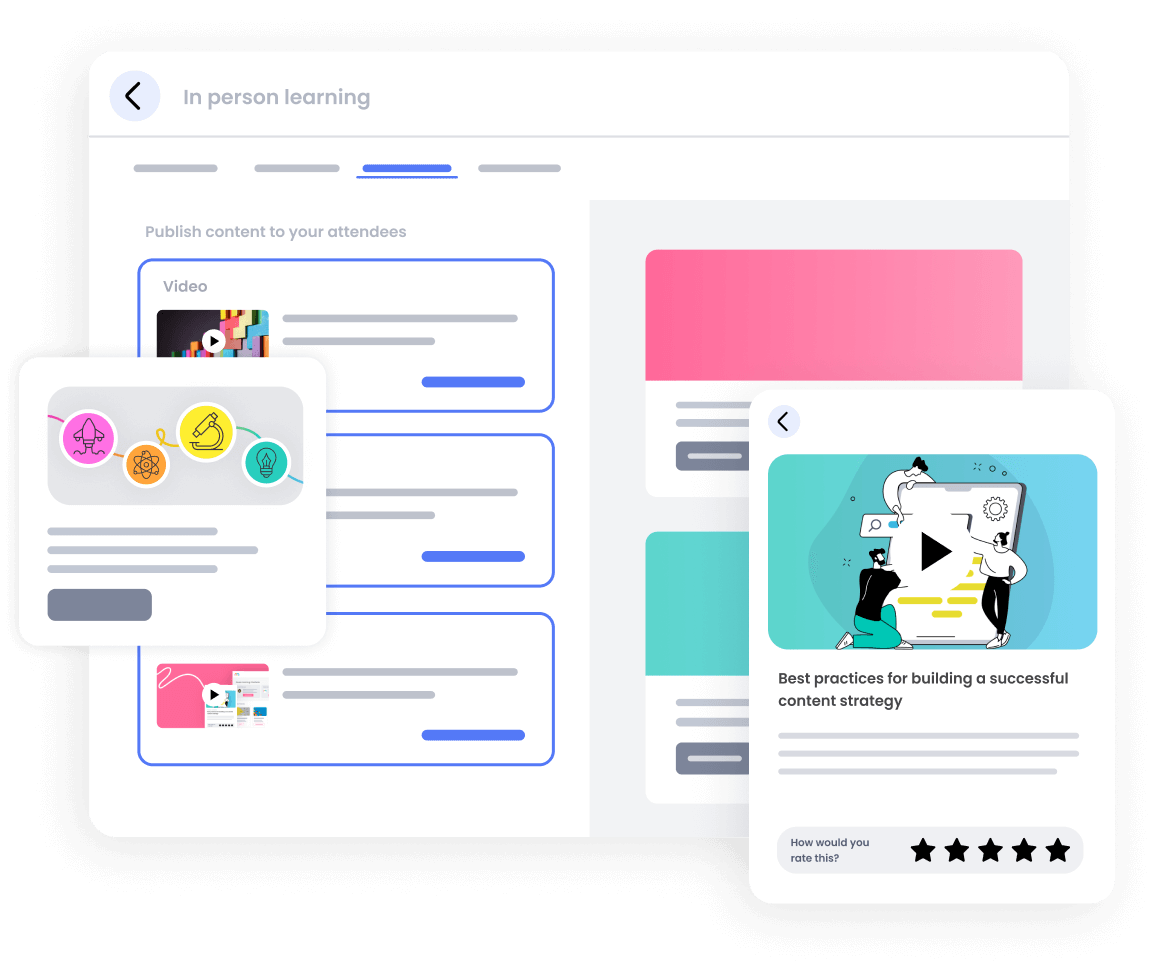 In person learning
Publish content to your attendees
Video
Best practices for building a successful
content strategy
How would you
rate this?